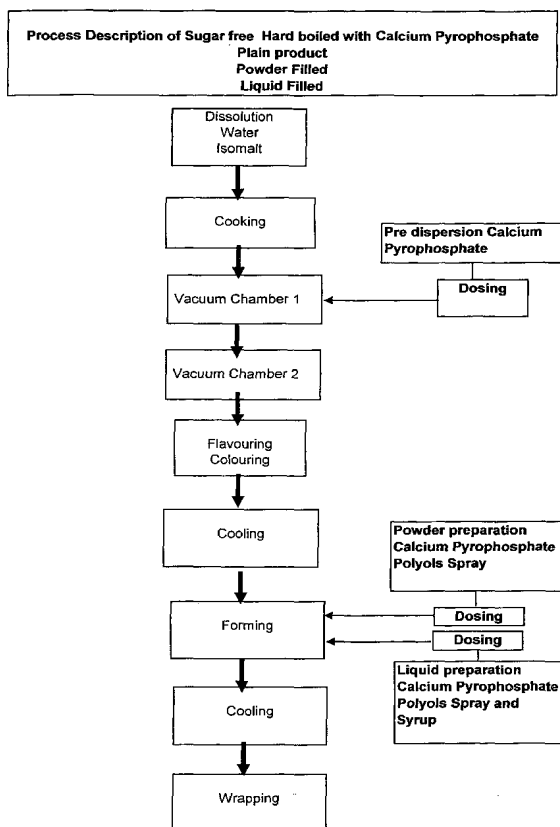 Process Description of Sugar free Hard boiled with Calcium Pyrophosphate
Plain product
Powder Filled
Liquid Filled
Dissolution
Water
Isomalt
Cooking
Pre dispersion Calcium
Pyrophosphate
Dosing
Vacuum Chamber 1
Vacuum Chamber 2
Flavouring
Colouring
Cooling
Powder preparation
Calcium Pyrophosphate
Polyols Spray
Dosing
Forming
Dosing
Liquid preparation
Calcium Pyrophosphate
Polyols Spray and
Syrup
Cooling
Wrapping